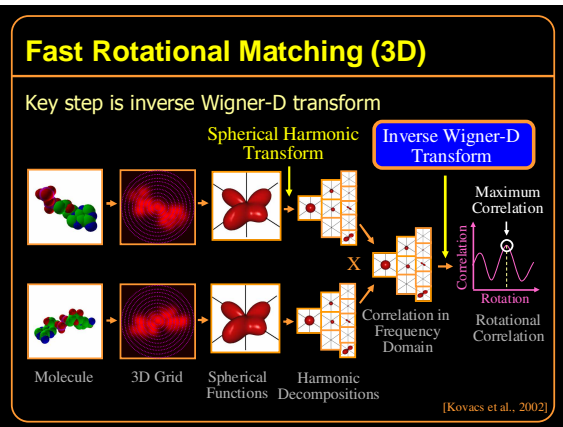 Fast Rotational Matching (3D)
Key step is inverse Wigner-D transform
Spherical Harmonic
Transform
Inverse Wigner-D
Transform
Maximum
Correlation
Correlation
Rotation
X
Correlation in
Frequency
Domain
Rotational
Correlation
Molecule
3D Grid
Spherical
Functions
Harmonic
Decompositions
[Kovacs et al., 2002]